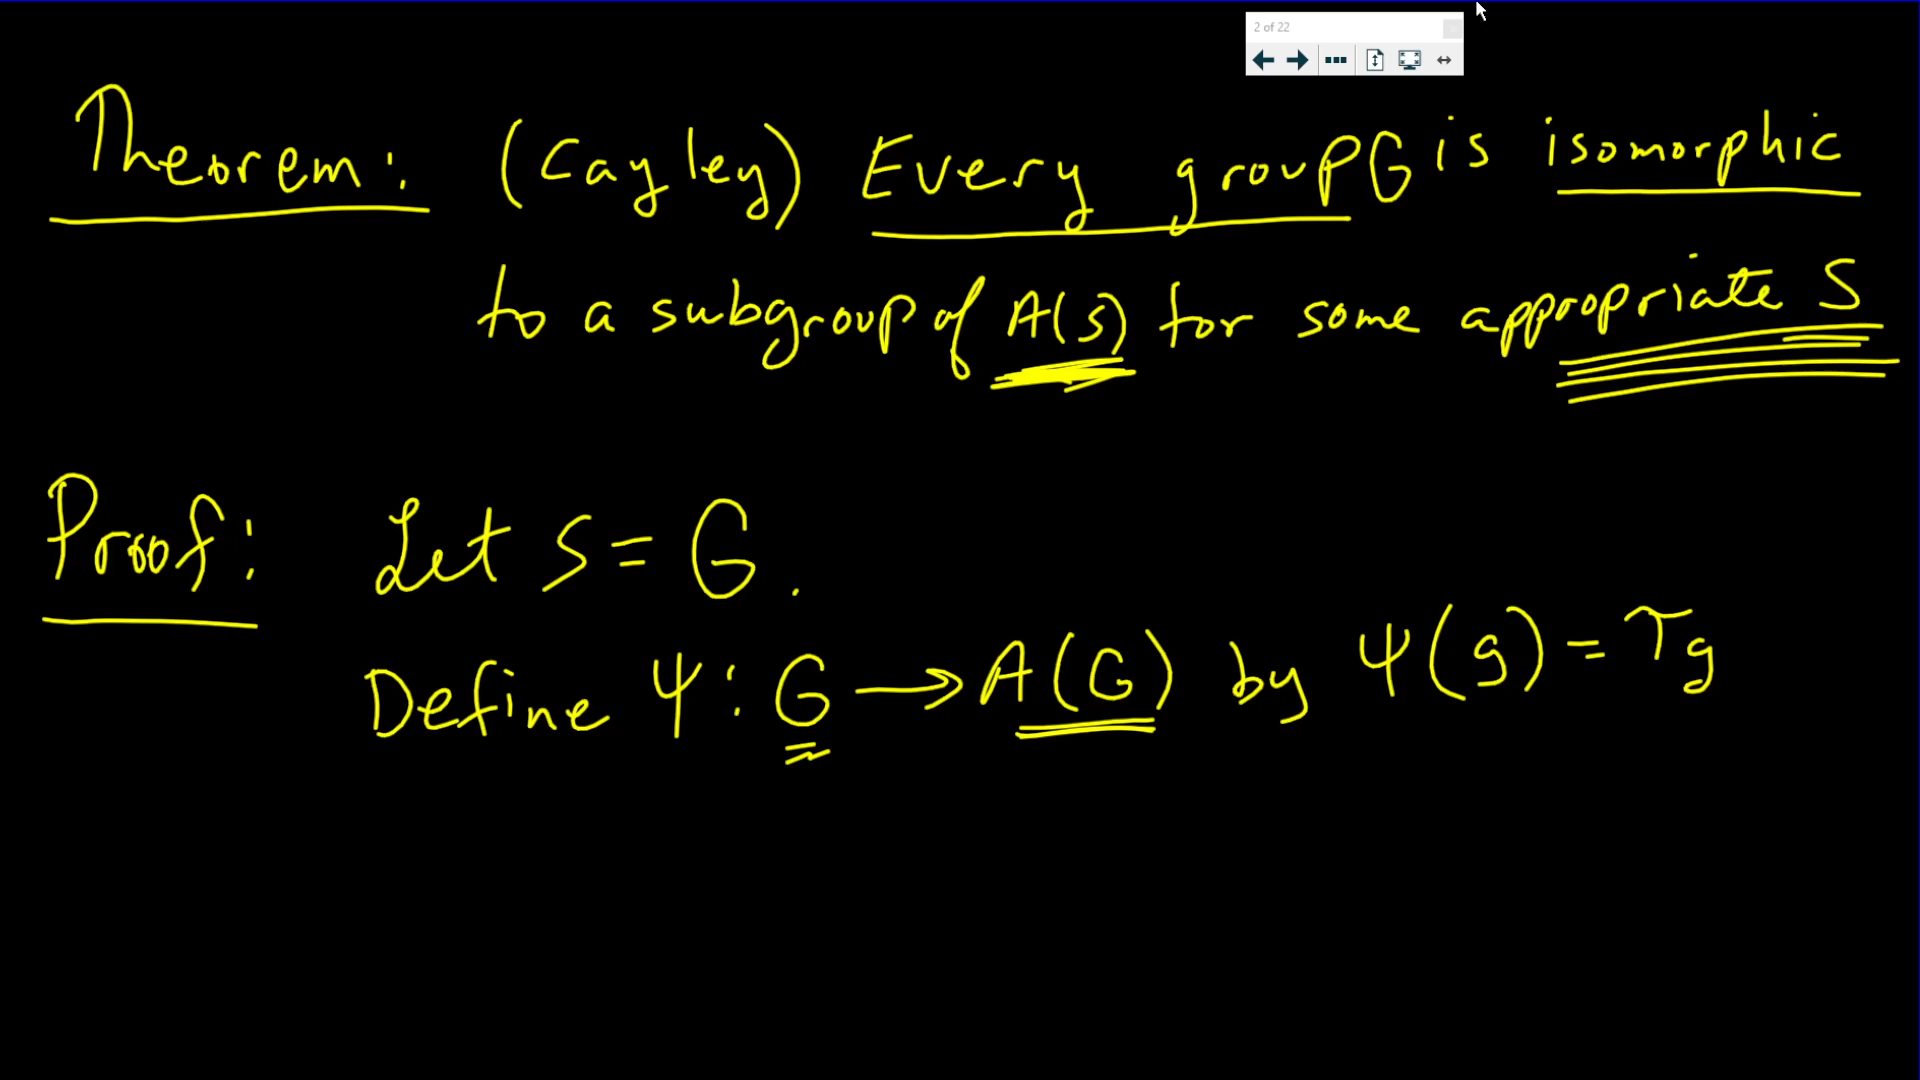 2 of 22
Theorem: (Cayley) Every group G is isomorphic
to a subgroup of A(S) for some appropriate S
Proof: Let S = G.
Define Ψ: G → A(G) by Ψ(g) = τg